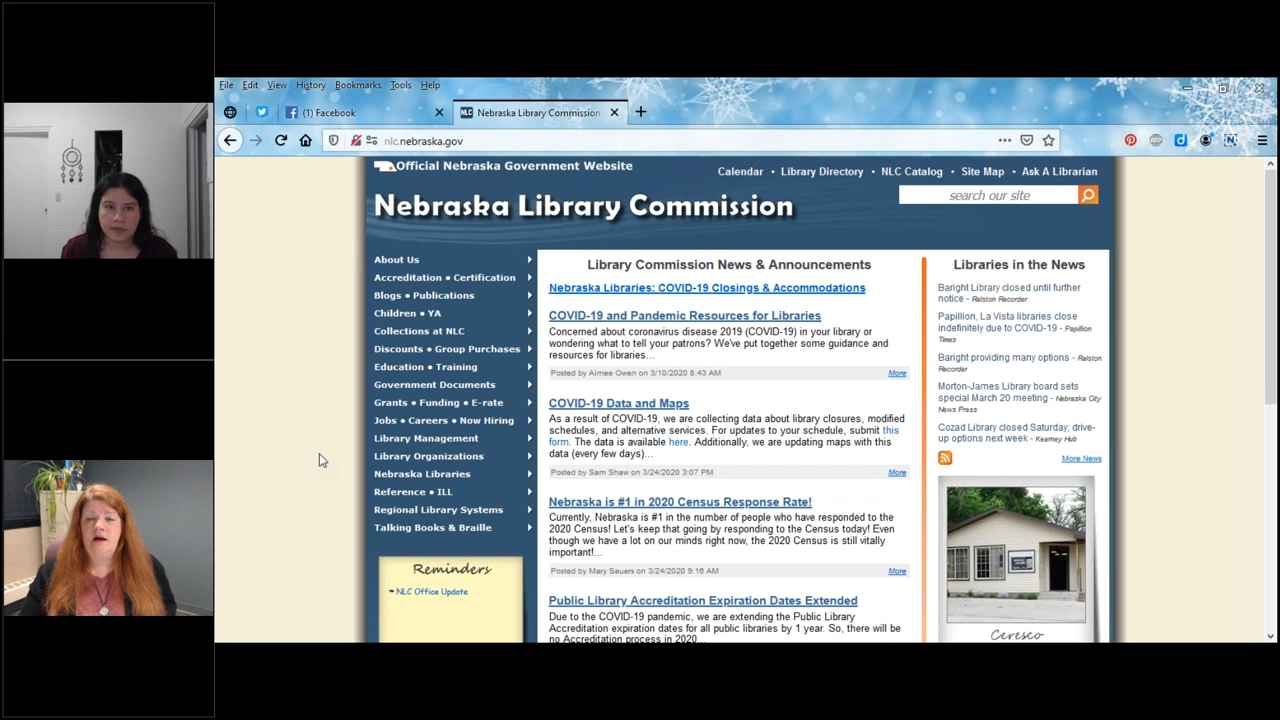 File Edit View History Bookmarks Tools Help
(1) Facebook
Nebraska Library Commission
nlc.nebraska.gov
Official Nebraska Government Website
Calendar • Library Directory • NLC Catalog • Site Map • Ask A Librarian
Nebraska Library Commission
search our site
About Us
Accreditation • Certification
Blogs • Publications
Children • YA
Collections at NLC
Discounts • Group Purchases
Education • Training
Government Documents
Grants • Funding • E-rate
Jobs • Careers • Now Hiring
Library Management
Library Organizations
Nebraska Libraries
Reference • ILL
Regional Library Systems
Talking Books & Braille
Reminders
NLC Office Update
Library Commission News & Announcements
Nebraska Libraries: COVID-19 Closings & Accommodations
COVID-19 and Pandemic Resources for Libraries
Concerned about coronavirus disease 2019 (COVID-19) in your library or
wondering what to tell your patrons? We've put together some guidance and
resources for libraries…
Posted by Aimee Owen on 3/10/2020 8:43 AM More
COVID-19 Data and Maps
As a result of COVID-19, we are collecting data about library closures, modified
schedules, and alternative services. For updates to your schedule, submit this
form. The data is available here. Additionally, we are updating maps with this
data (every few days)…
Posted by Sam Shaw on 3/24/2020 3:07 PM More
Nebraska is #1 in 2020 Census Response Rate!
Currently, Nebraska is #1 in the number of people who have responded to the
2020 Census! Let's keep that going by responding to the Census today! Even
though we have a lot on our minds right now, the 2020 Census is still vitally
important!…
Posted by Mary Sauers on 3/24/2020 9:16 AM More
Public Library Accreditation Expiration Dates Extended
Due to the COVID-19 pandemic, we are extending the Public Library
Accreditation expiration dates for all public libraries by 1 year. So, there will be
no Accreditation process in 2020…
Libraries in the News
Baright Library closed until further
notice - Ralston Recorder
Papillion, La Vista libraries close
indefinitely due to COVID-19 - Papillion
Times
Baright providing many options - Ralston
Recorder
Morton-James Library board sets
special March 20 meeting - Nebraska City
News Press
Cozad Library closed Saturday; drive-
up options next week - Kearney Hub
More News
Ceresco